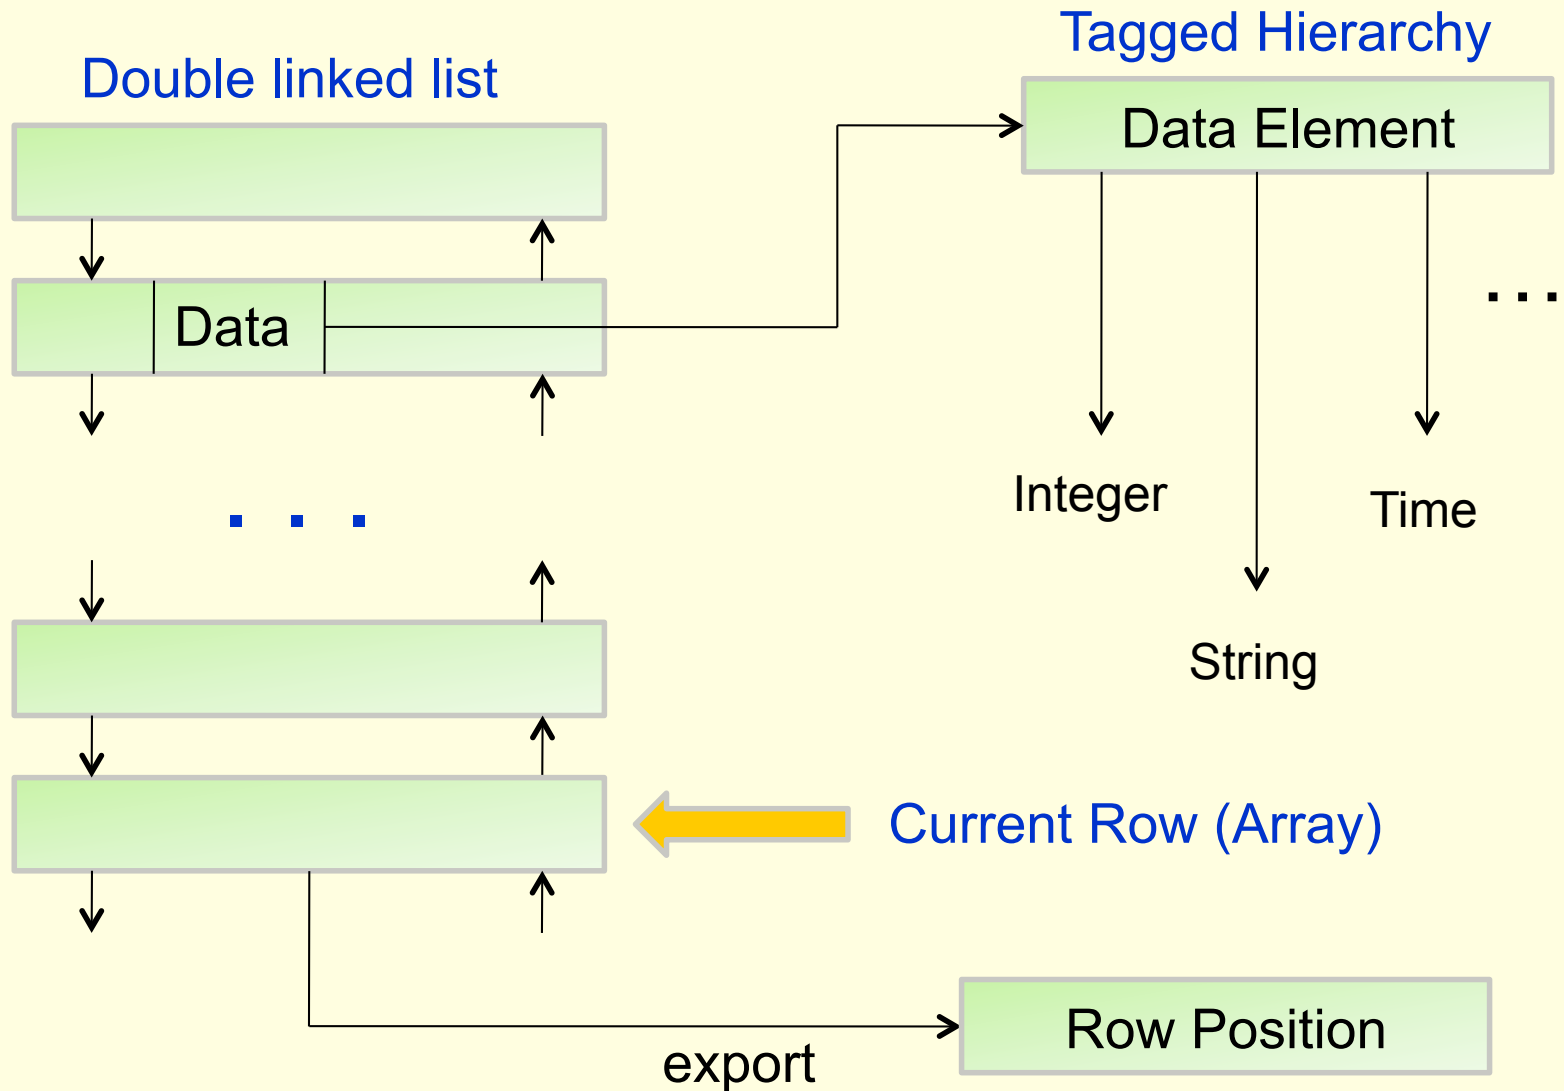 Tagged Hierarchy
Double linked list
Data Element
Data
...
Integer
Time
. . .
String
Current Row (Array)
Row Position
export